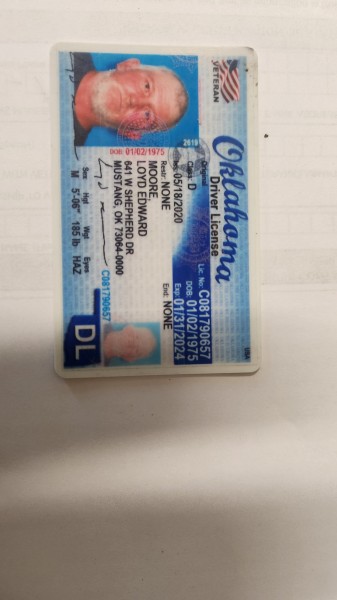 VETERAN
Oklahoma
Driver License
Original
Class: D
Lic. No: C081790657
DOB: 01/02/1975
Iss: 05/18/2020
Exp: 01/31/2024
Restr: NONE
End: NONE
MOORE
LOYD EDWARD
641 W SHEPHERD DR
MUSTANG, OK 73064-0000
DOB: 01/02/1975
Sex Hgt Wgt Eyes
M 5'-06" 185 lb HAZ
C081790657
DL